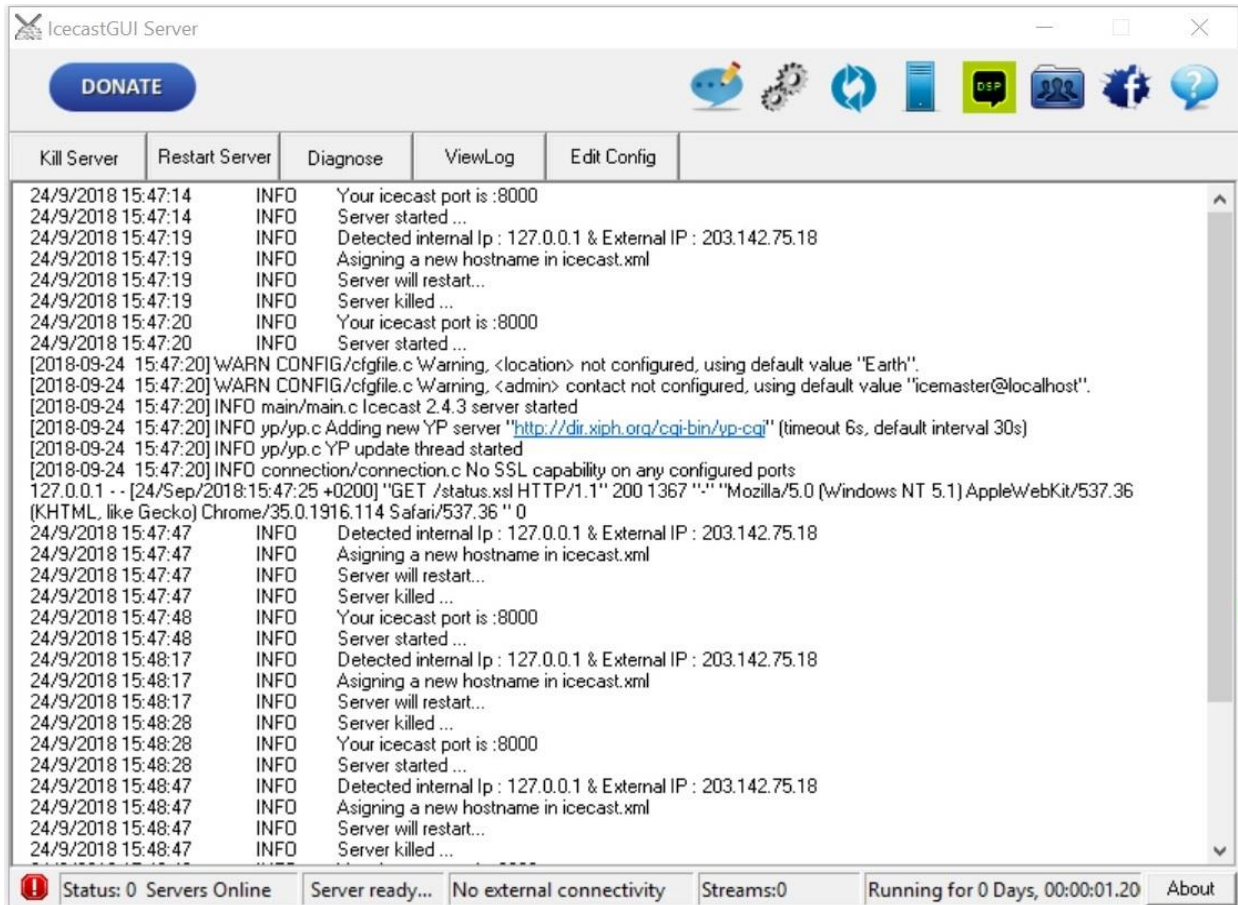 IcecastGUI Server
DONATE
DSP
Kill Server Restart Server Diagnose ViewLog Edit Config
24/9/2018 15:47:14 INFO Your icecast port is :8000
24/9/2018 15:47:14 INFO Server started ...
24/9/2018 15:47:19 INFO Detected internal Ip : 127.0.0.1 & External IP : 203.142.75.18
24/9/2018 15:47:19 INFO Asigning a new hostname in icecast.xml
24/9/2018 15:47:19 INFO Server will restart...
24/9/2018 15:47:19 INFO Server killed ...
24/9/2018 15:47:20 INFO Your icecast port is :8000
24/9/2018 15:47:20 INFO Server started ...
[2018-09-24 15:47:20] WARN CONFIG/cfgfile.c Warning, <location> not configured, using default value "Earth".
[2018-09-24 15:47:20] WARN CONFIG/cfgfile.c Warning, <admin> contact not configured, using default value "icemaster@localhost".
[2018-09-24 15:47:20] INFO main/main.c Icecast 2.4.3 server started
[2018-09-24 15:47:20] INFO yp/yp.c Adding new YP server "http://dir.xiph.org/cgi-bin/yp-cgi" (timeout 6s, default interval 30s)
[2018-09-24 15:47:20] INFO yp/yp.c YP update thread started
[2018-09-24 15:47:20] INFO connection/connection.c No SSL capability on any configured ports
127.0.0.1 - - [24/Sep/2018:15:47:25 +0200] "GET /status.xsl HTTP/1.1" 200 1367 "-" "Mozilla/5.0 (Windows NT 5.1) AppleWebKit/537.36
(KHTML, like Gecko) Chrome/35.0.1916.114 Safari/537.36 " 0
24/9/2018 15:47:47 INFO Detected internal Ip : 127.0.0.1 & External IP : 203.142.75.18
24/9/2018 15:47:47 INFO Asigning a new hostname in icecast.xml
24/9/2018 15:47:47 INFO Server will restart...
24/9/2018 15:47:47 INFO Server killed ...
24/9/2018 15:47:48 INFO Your icecast port is :8000
24/9/2018 15:47:48 INFO Server started ...
24/9/2018 15:48:17 INFO Detected internal Ip : 127.0.0.1 & External IP : 203.142.75.18
24/9/2018 15:48:17 INFO Asigning a new hostname in icecast.xml
24/9/2018 15:48:17 INFO Server will restart...
24/9/2018 15:48:28 INFO Server killed ...
24/9/2018 15:48:28 INFO Your icecast port is :8000
24/9/2018 15:48:28 INFO Server started ...
24/9/2018 15:48:47 INFO Detected internal Ip : 127.0.0.1 & External IP : 203.142.75.18
24/9/2018 15:48:47 INFO Asigning a new hostname in icecast.xml
24/9/2018 15:48:47 INFO Server will restart...
24/9/2018 15:48:47 INFO Server killed ...
Status: 0 Servers Online Server ready... No external connectivity Streams:0 Running for 0 Days, 00:00:01.20 About